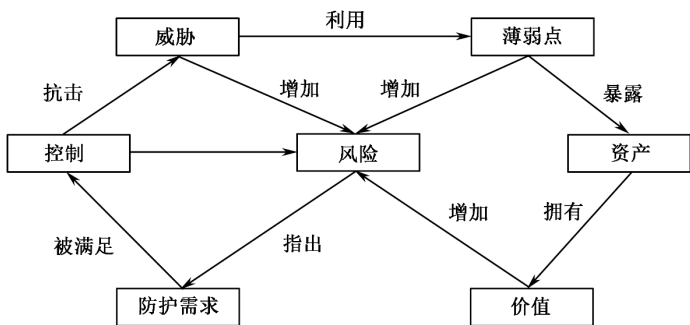 威胁
利用
薄弱点
抗击
增加
增加
暴露
控制
风险
资产
被满足
指出
增加
拥有
防护需求
价值